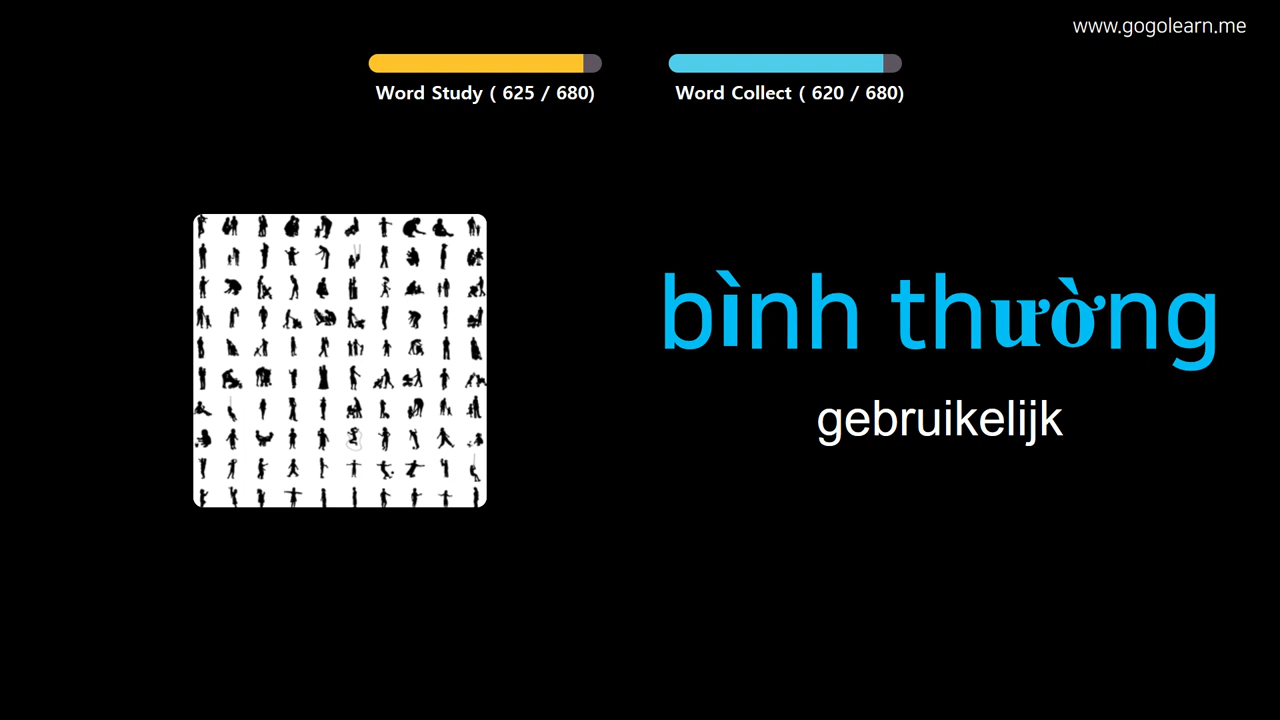 www.gogolearn.me
Word Study ( 625 / 680)
Word Collect ( 620 / 680)
bình thường
gebruikelijk